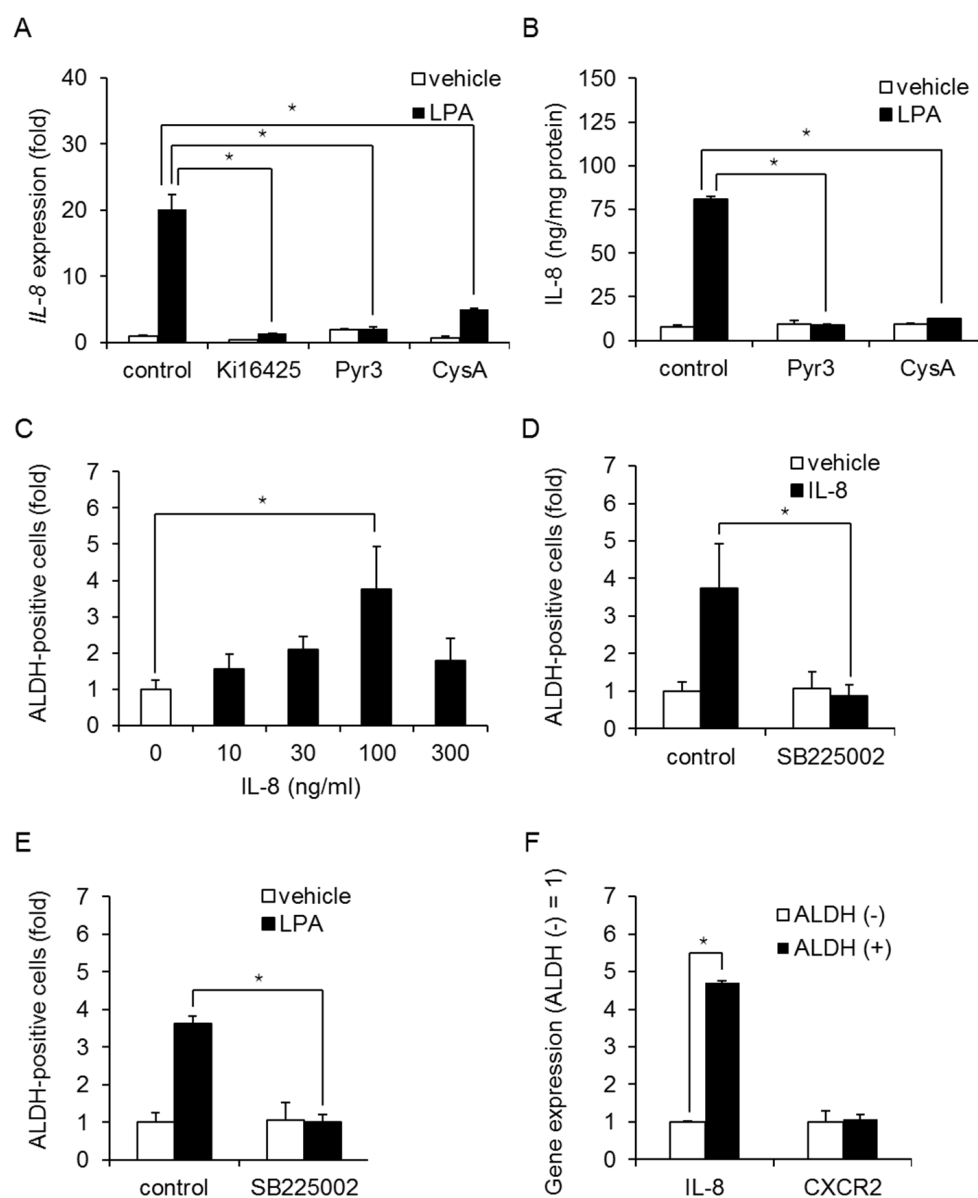 A
IL-8 expression (fold)
40
30
20
10
0
vehicle
LPA
*
*
*
control Ki16425 Pyr3 CysA
B
IL-8 (ng/mg protein)
150
125
100
75
50
25
0
vehicle
LPA
*
*
control Pyr3 CysA
C
ALDH-positive cells (fold)
7
6
5
4
3
2
1
0
*
0 10 30 100 300
IL-8 (ng/ml)
D
ALDH-positive cells (fold)
7
6
5
4
3
2
1
0
vehicle
IL-8
*
control SB225002
E
ALDH-positive cells (fold)
7
6
5
4
3
2
1
0
vehicle
LPA
*
control SB225002
F
Gene expression (ALDH (-) = 1)
7
6
5
4
3
2
1
0
ALDH (-)
ALDH (+)
*
IL-8 CXCR2